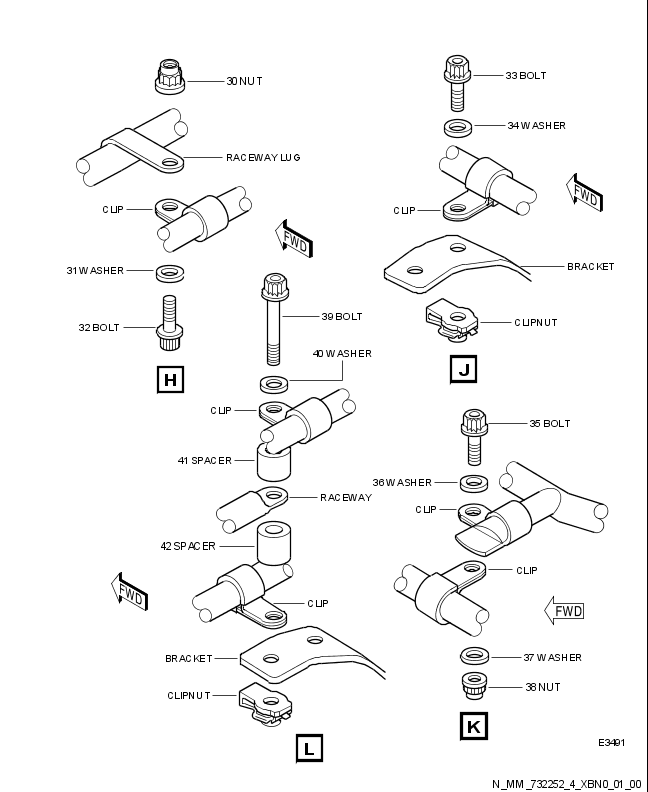 30 NUT
RACEWAY LUG
CLIP
FWD
31 WASHER
32 BOLT
H
33 BOLT
34 WASHER
CLIP
FWD
BRACKET
CLIPNUT
J
39 BOLT
40 WASHER
CLIP
41 SPACER
RACEWAY
42 SPACER
FWD
CLIP
BRACKET
CLIPNUT
L
35 BOLT
36 WASHER
CLIP
CLIP
FWD
37 WASHER
38 NUT
K
E3491
N_MM_732252_4_XBN0_01_00